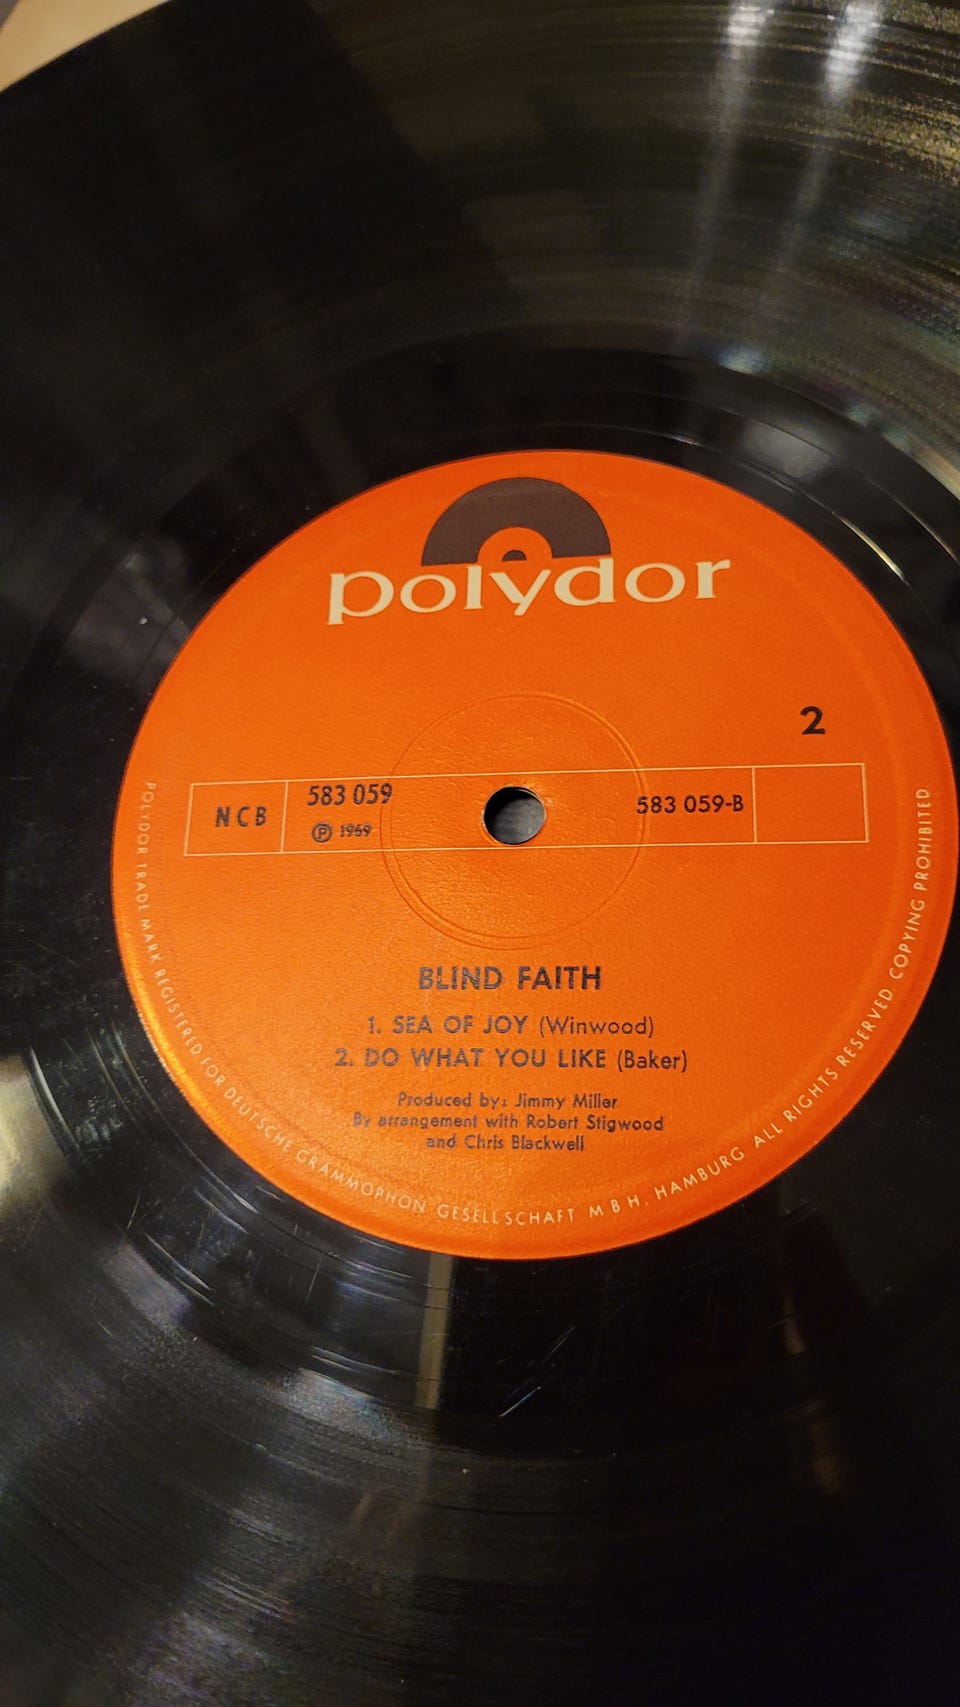 polydor
2
NCB
583 059
Ⓟ 1969
583 059-B
BLIND FAITH
1. SEA OF JOY (Winwood)
2. DO WHAT YOU LIKE (Baker)
Produced by: Jimmy Miller
By arrangement with Robert Stigwood
and Chris Blackwell
POLYDOR TRADE MARK REGISTERED FOR DEUTSCHE GRAMMOPHON GESELLSCHAFT M B H, HAMBURG ALL RIGHTS RESERVED. COPYING PROHIBITED